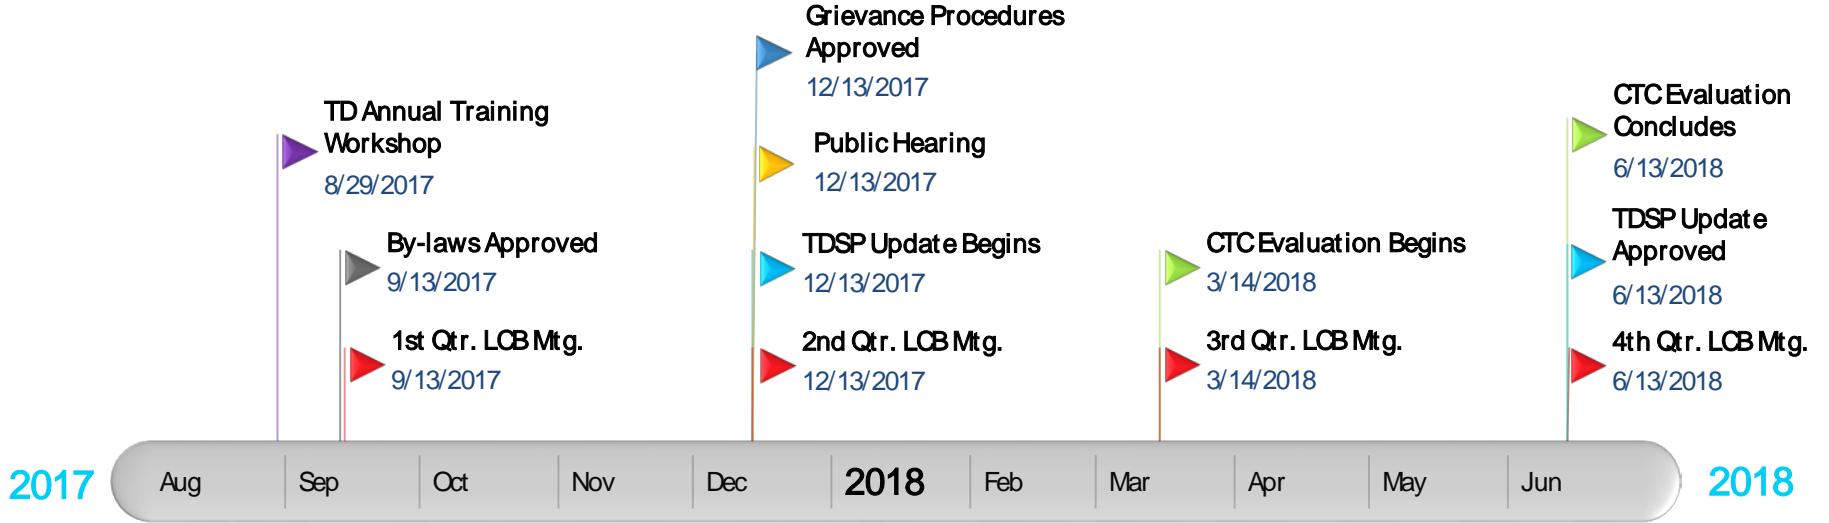 Grievance Procedures
Approved
12/13/2017
TD Annual Training
Workshop
8/29/2017
Public Hearing
12/13/2017
CTC Evaluation
Concludes
6/13/2018
By-laws Approved
9/13/2017
TDSP Update Begins
12/13/2017
CTC Evaluation Begins
3/14/2018
TDSP Update
Approved
6/13/2018
1st Qtr. LCB Mtg.
9/13/2017
2nd Qtr. LCB Mtg.
12/13/2017
3rd Qtr. LCB Mtg.
3/14/2018
4th Qtr. LCB Mtg.
6/13/2018
2017 Aug Sep Oct Nov Dec 2018 Feb Mar Apr May Jun 2018